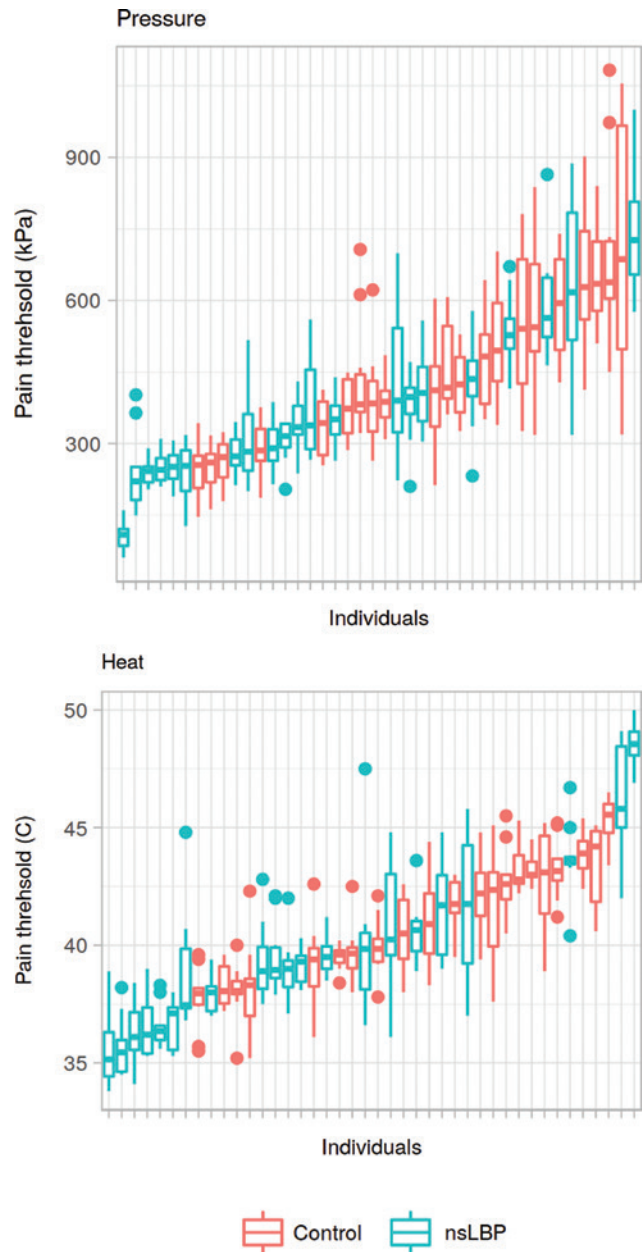 Pressure
900
600
300
Pain threhsold (kPa)
Individuals
Heat
50
45
40
35
Pain threhsold (C)
Individuals
Control nsLBP